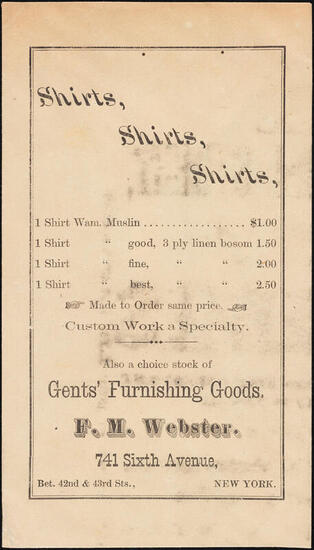 Shirts,
Shirts,
Shirts,
1 Shirt Wam. Muslin .................. $1.00
1 Shirt “ good, 3 ply linen bosom 1.50
1 Shirt “ fine, “ “ 2:00
1 Shirt “ best, “ “ 2.50
☞ Made to Order same price. ☜
Custom Work a Specialty.
Also a choice stock of
Gents' Furnishing Goods.
F. M. Webster.
741 Sixth Avenue,
Bet. 42nd & 43rd Sts., NEW YORK.